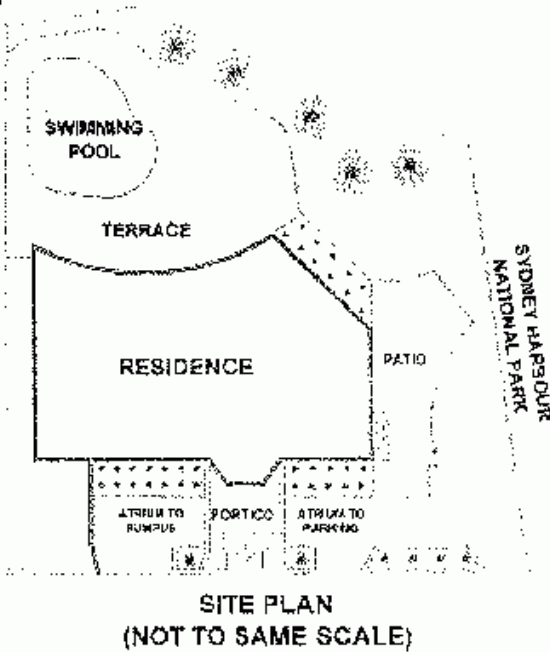 SWIMMING
POOL
TERRACE
SYDNEY HARBOUR
NATIONAL PARK
RESIDENCE
PATIO
ATRIUM TO
RUMPUS
PORTICO
ATRIUM TO
PARKING
SITE PLAN
(NOT TO SAME SCALE)